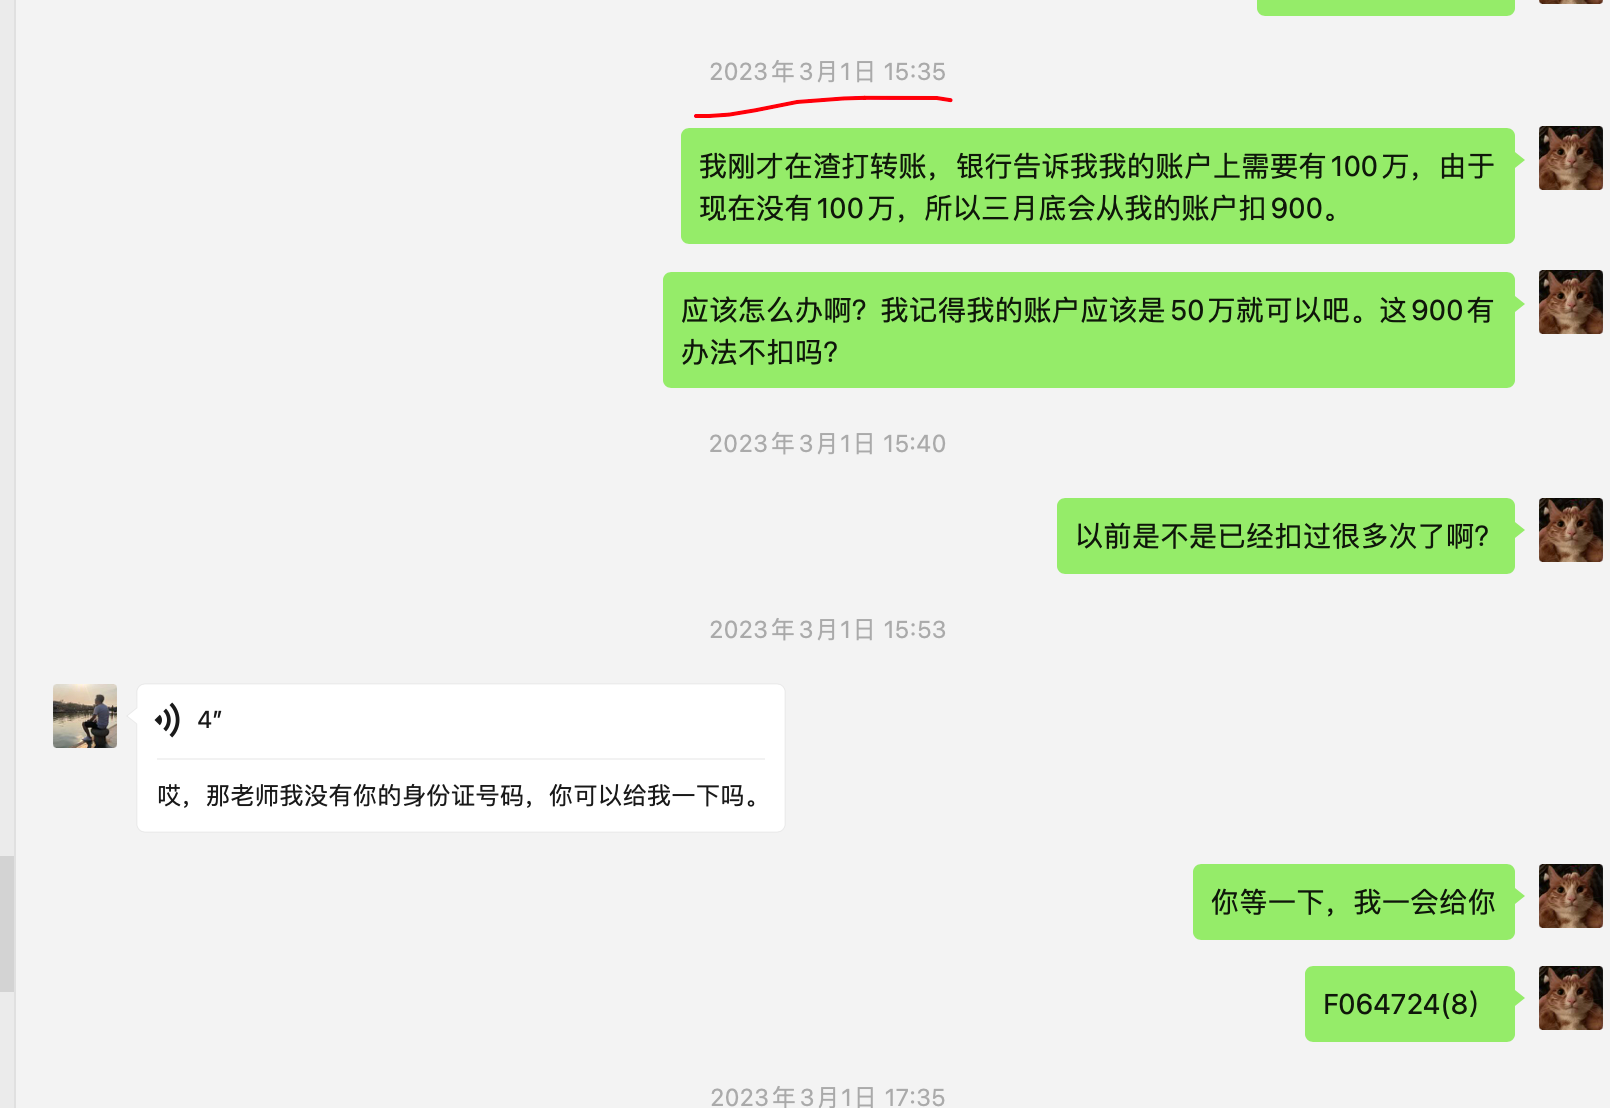 2023年3月1日 15:35
我刚才在渣打转账，银行告诉我我的账户上需要有100万，由于
现在没有100万，所以三月底会从我的账户扣900。
应该怎么办啊？我记得我的账户应该是50万就可以吧。这900有
办法不扣吗？
2023年3月1日 15:40
以前是不是已经扣过很多次了啊？
2023年3月1日 15:53
4"
哎，那老师我没有你的身份证号码，你可以给我一下吗。
你等一下，我一会给你
F064724(8)
2023年3月1日 17:35